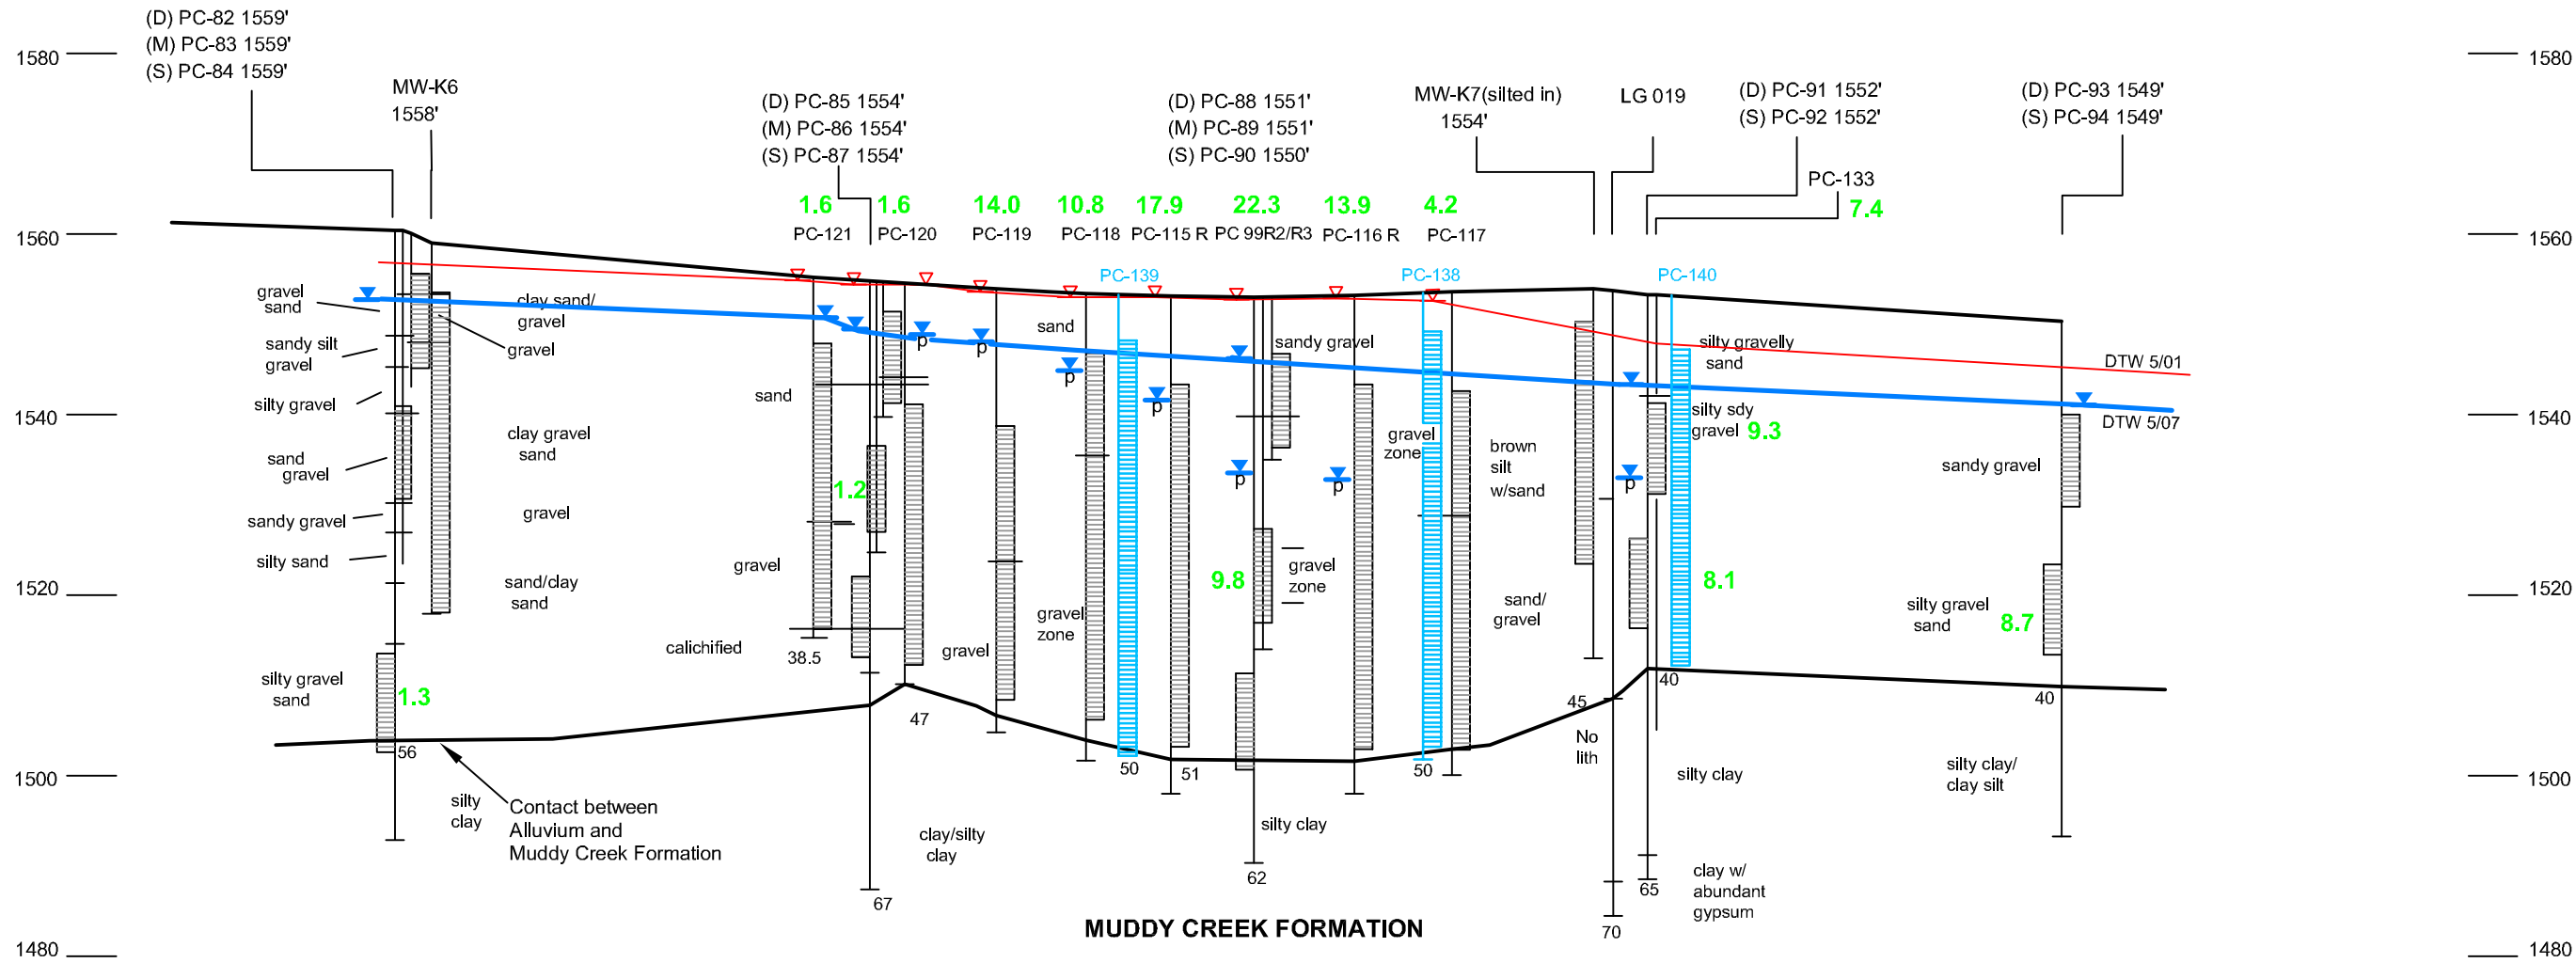 (D) PC-82 1559'
(M) PC-83 1559'
(S) PC-84 1559'
1580
1580
MW-K6
1558'
(D) PC-85 1554'
(M) PC-86 1554'
(S) PC-87 1554'
(D) PC-88 1551'
(M) PC-89 1551'
(S) PC-90 1550'
MW-K7(silted in)
1554'
LG 019
(D) PC-91 1552'
(S) PC-92 1552'
(D) PC-93 1549'
(S) PC-94 1549'
PC-133
7.4
1.6
1.6
14.0
10.8
17.9
22.3
13.9
4.2
1560
PC-121
PC-120
PC-119
PC-118
PC-115 R
PC 99R2/R3
PC-116 R
PC-117
1560
PC-139
PC-138
PC-140
gravel
sand
clay sand/
gravel
sand
sandy gravel
silty gravelly
sand
sandy silt
gravel
gravel
p
p
p
p
DTW 5/01
silty gravel
sand
1540
silty sdy
gravel
9.3
DTW 5/07
1540
clay gravel
sand
gravel
zone
gravel
zone
brown
silt
w/sand
sand
gravel
sandy gravel
p
p
p
1.2
sandy gravel
gravel
silty sand
gravel
gravel
zone
1520
sand/clay
sand
9.8
sand/
gravel
8.1
silty gravel
sand
8.7
1520
gravel
zone
calichified
38.5
gravel
silty gravel
sand
1.3
47
45
40
40
56
No
lith
50
51
50
1500
silty clay
silty clay/
clay silt
1500
silty
clay
Contact between
Alluvium and
Muddy Creek Formation
clay/silty
clay
silty clay
62
67
65
clay w/
abundant
gypsum
MUDDY CREEK FORMATION
70
1480
1480